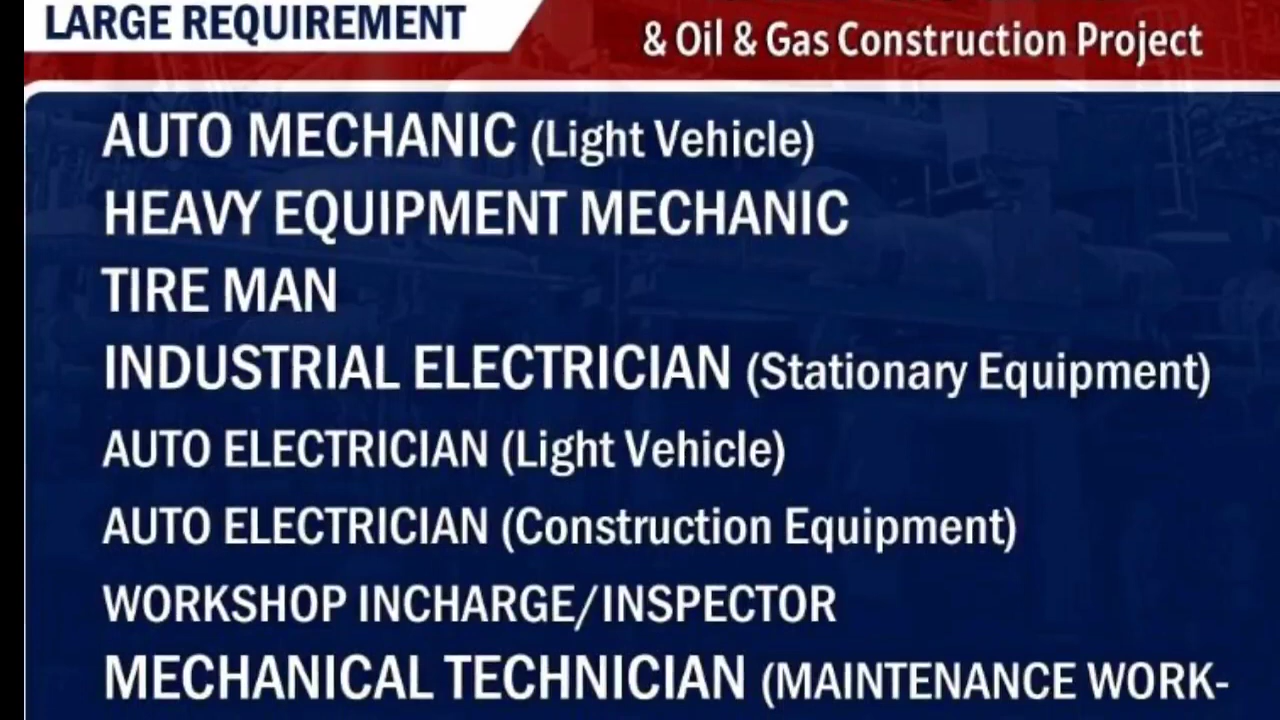 LARGE REQUIREMENT
& Oil & Gas Construction Project
AUTO MECHANIC (Light Vehicle)
HEAVY EQUIPMENT MECHANIC
TIRE MAN
INDUSTRIAL ELECTRICIAN (Stationary Equipment)
AUTO ELECTRICIAN (Light Vehicle)
AUTO ELECTRICIAN (Construction Equipment)
WORKSHOP INCHARGE/INSPECTOR
MECHANICAL TECHNICIAN (MAINTENANCE WORK-